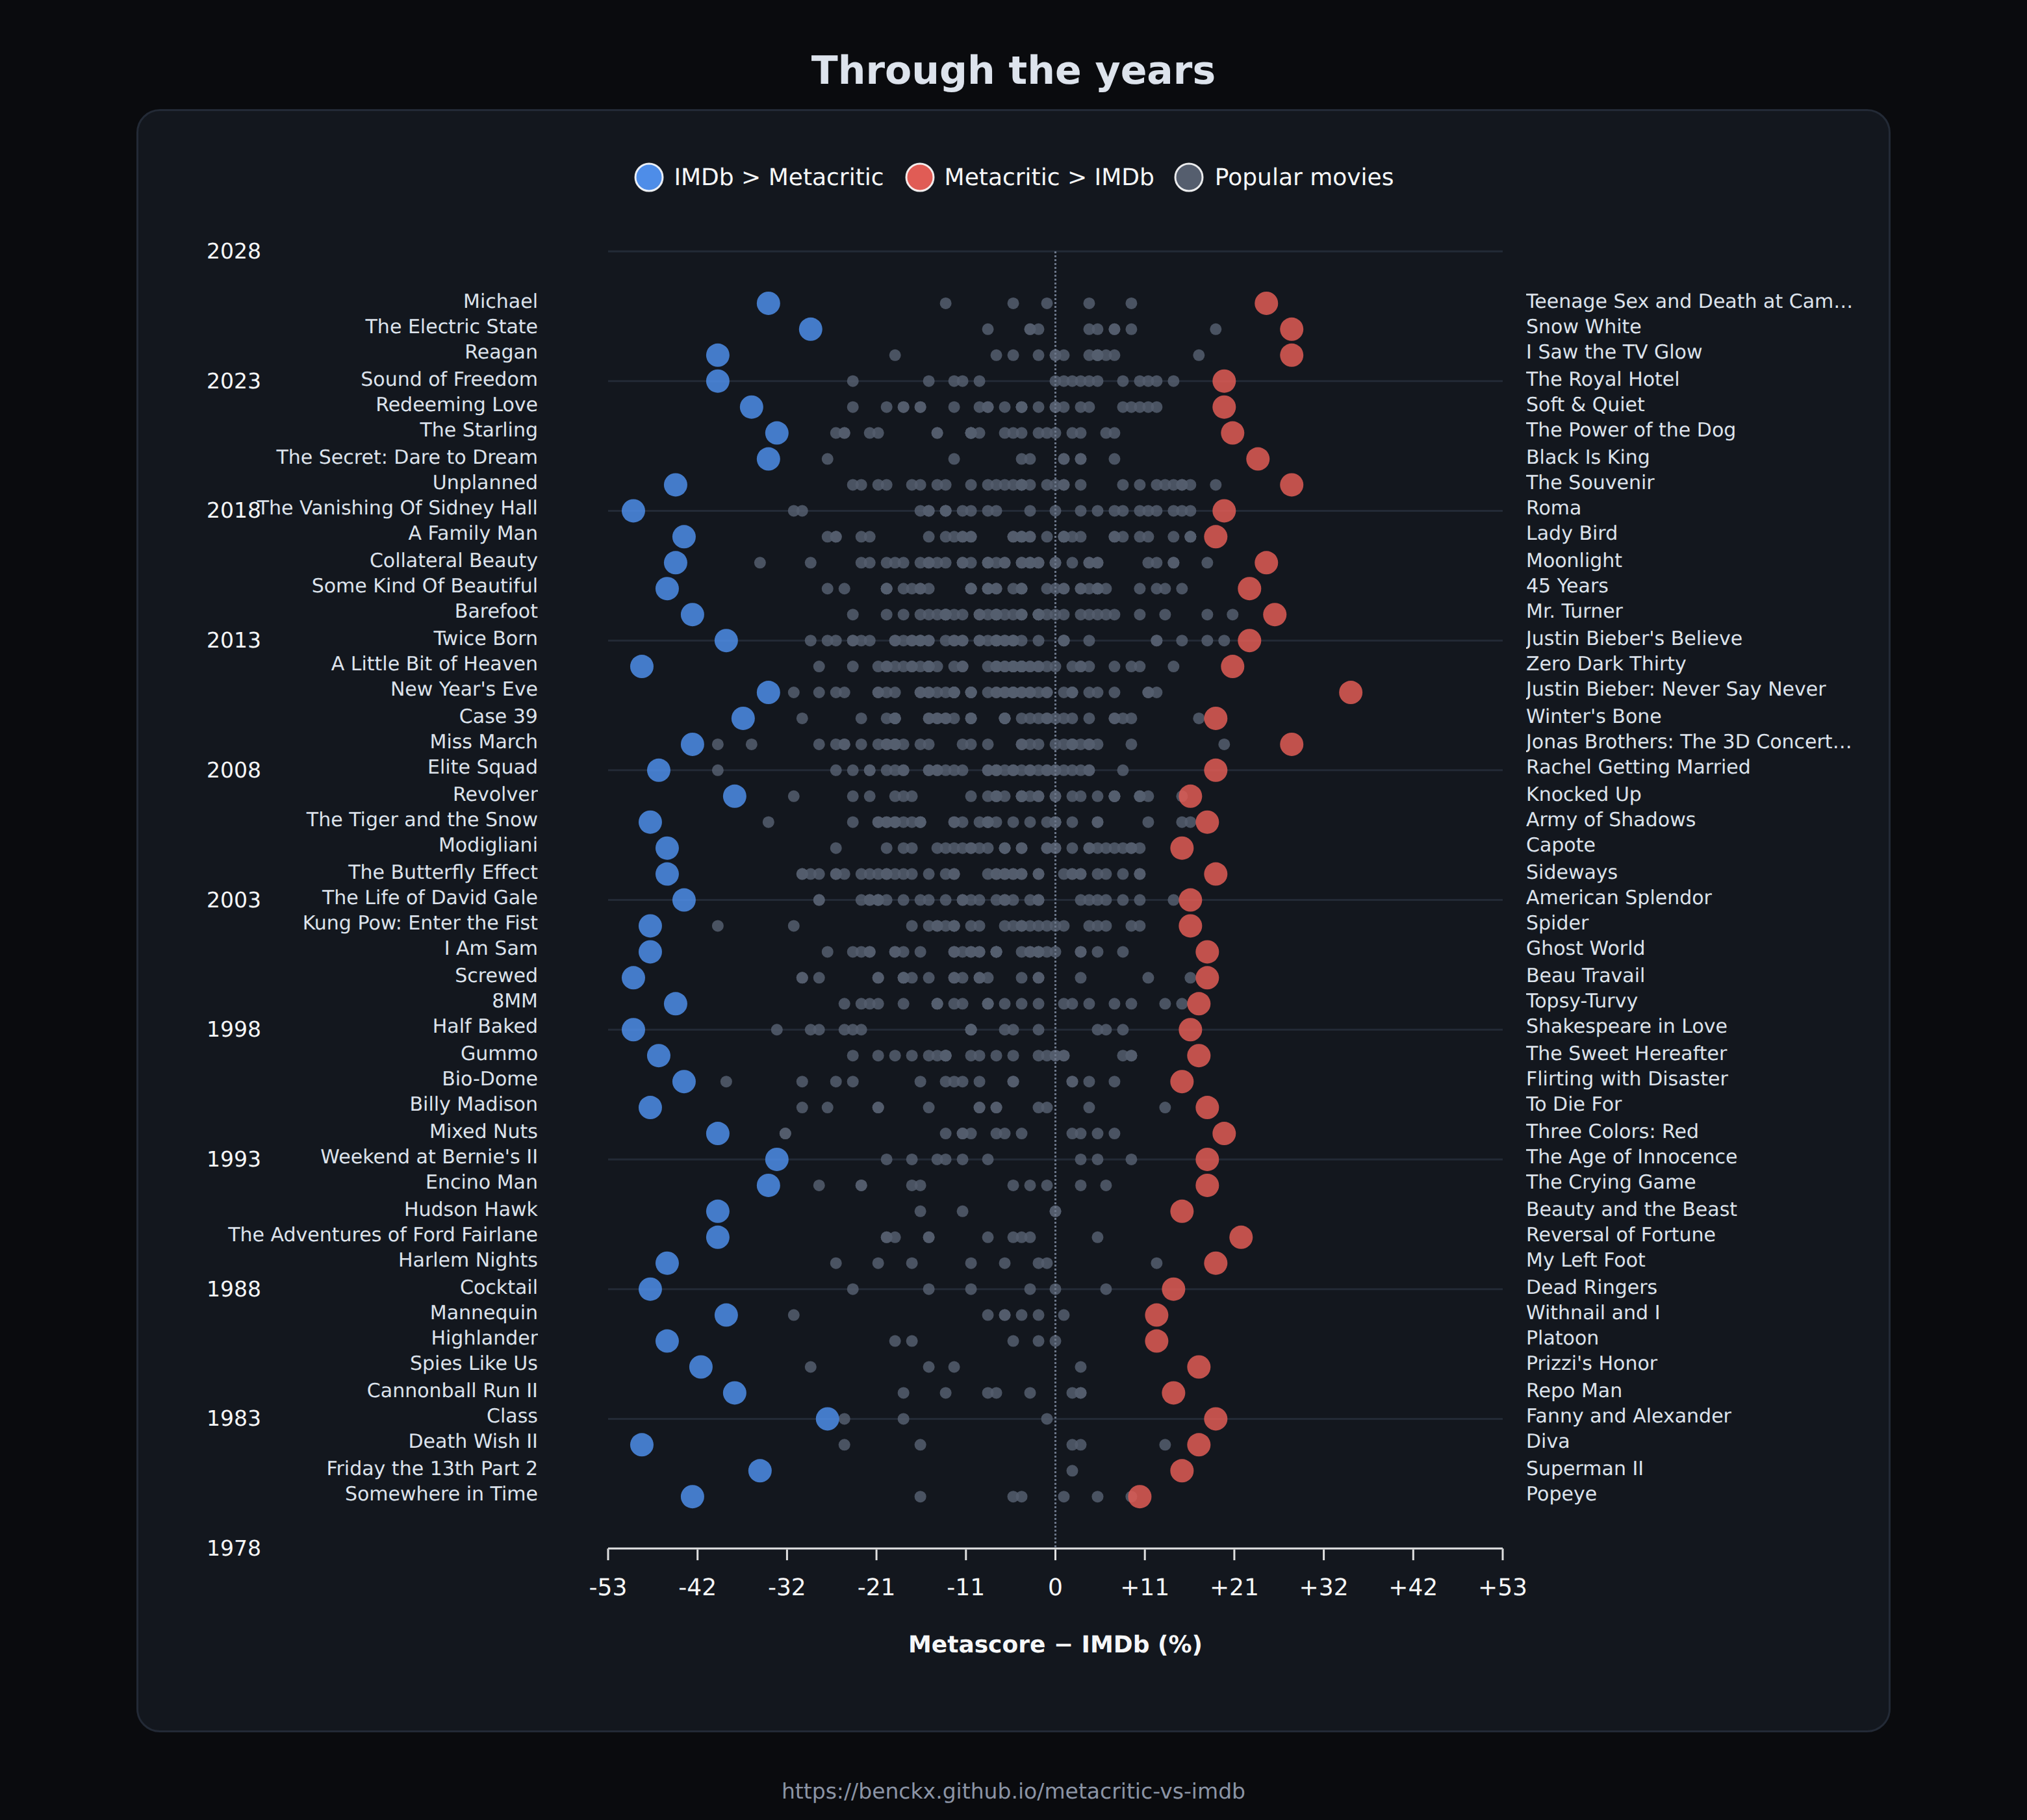 Through the years
IMDb > Metacritic
Metacritic > IMDb
Popular movies
2028
Michael
Teenage Sex and Death at Cam…
The Electric State
Snow White
Reagan
I Saw the TV Glow
2023
Sound of Freedom
The Royal Hotel
Redeeming Love
Soft & Quiet
The Starling
The Power of the Dog
The Secret: Dare to Dream
Black Is King
Unplanned
The Souvenir
2018
The Vanishing Of Sidney Hall
Roma
A Family Man
Lady Bird
Collateral Beauty
Moonlight
Some Kind Of Beautiful
45 Years
Barefoot
Mr. Turner
2013
Twice Born
Justin Bieber's Believe
A Little Bit of Heaven
Zero Dark Thirty
New Year's Eve
Justin Bieber: Never Say Never
Case 39
Winter's Bone
Miss March
Jonas Brothers: The 3D Concert…
2008
Elite Squad
Rachel Getting Married
Revolver
Knocked Up
The Tiger and the Snow
Army of Shadows
Modigliani
Capote
The Butterfly Effect
Sideways
2003
The Life of David Gale
American Splendor
Kung Pow: Enter the Fist
Spider
I Am Sam
Ghost World
Screwed
Beau Travail
8MM
Topsy-Turvy
1998
Half Baked
Shakespeare in Love
Gummo
The Sweet Hereafter
Bio-Dome
Flirting with Disaster
Billy Madison
To Die For
Mixed Nuts
Three Colors: Red
1993
Weekend at Bernie's II
The Age of Innocence
Encino Man
The Crying Game
Hudson Hawk
Beauty and the Beast
The Adventures of Ford Fairlane
Reversal of Fortune
Harlem Nights
My Left Foot
1988
Cocktail
Dead Ringers
Mannequin
Withnail and I
Highlander
Platoon
Spies Like Us
Prizzi's Honor
Cannonball Run II
Repo Man
1983
Class
Fanny and Alexander
Death Wish II
Diva
Friday the 13th Part 2
Superman II
Somewhere in Time
Popeye
1978
-53 -42 -32 -21 -11 0 +11 +21 +32 +42 +53
Metascore − IMDb (%)
https://benckx.github.io/metacritic-vs-imdb